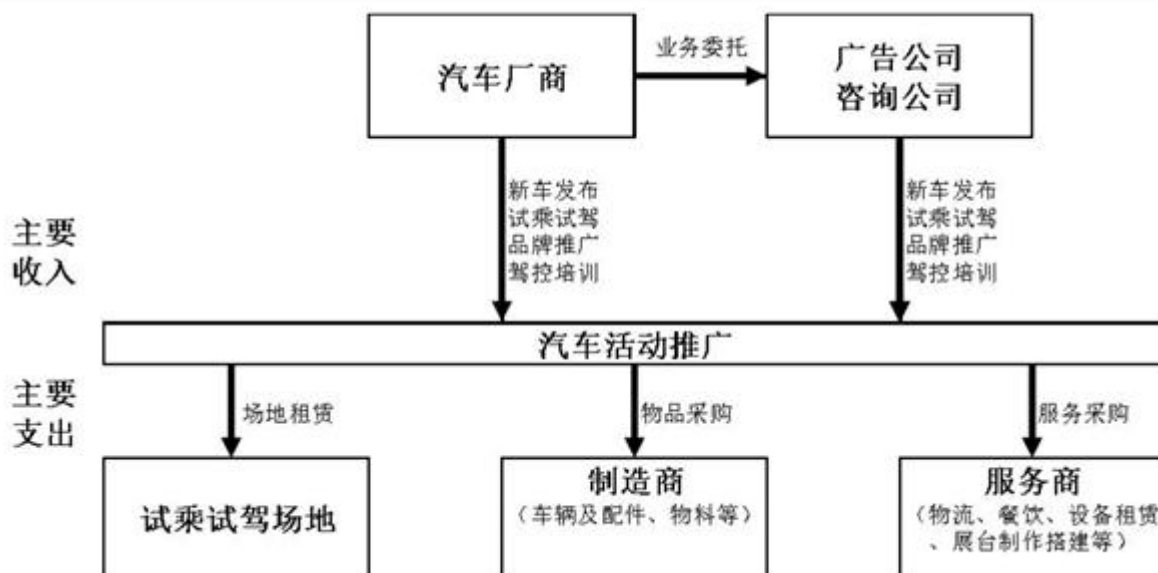 汽车厂商
业务委托
广告公司
咨询公司
新车发布
试乘试驾
品牌推广
驾控培训
新车发布
试乘试驾
品牌推广
驾控培训
主要
收入
汽车活动推广
主要
支出
场地租赁
物品采购
服务采购
试乘试驾场地
制造商
（车辆及配件、物料等）
服务商
（物流、餐饮、设备租赁
、展台制作搭建等）